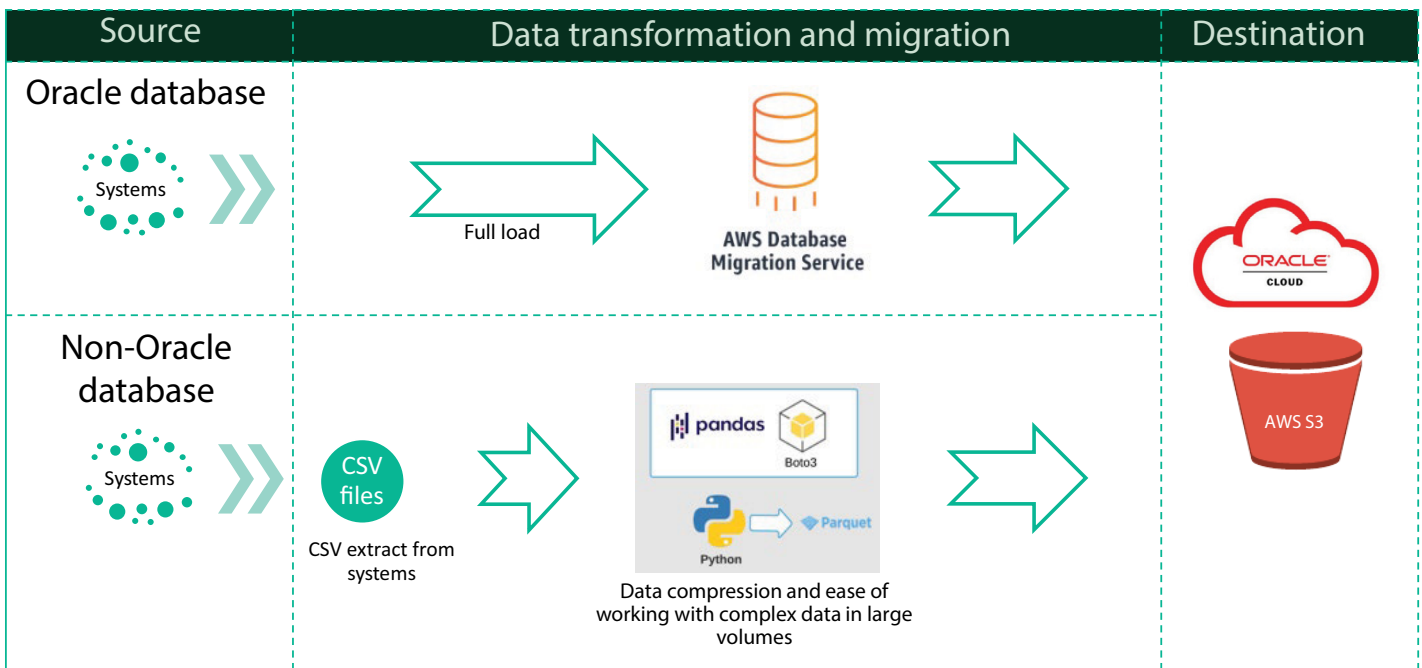 Source
Data transformation and migration
Destination
Oracle database
Systems
Full load
AWS Database
Migration Service
ORACLE
CLOUD
Non-Oracle
database
Systems
CSV
files
CSV extract from
systems
pandas
Boto3
Python
Parquet
Data compression and ease of
working with complex data in large
volumes
AWS S3